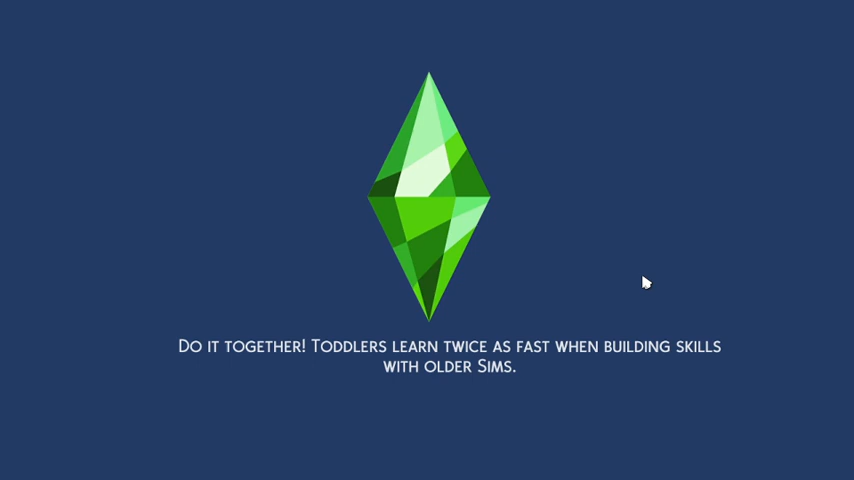 Do it together! Toddlers learn twice as fast when building skills
with older Sims.